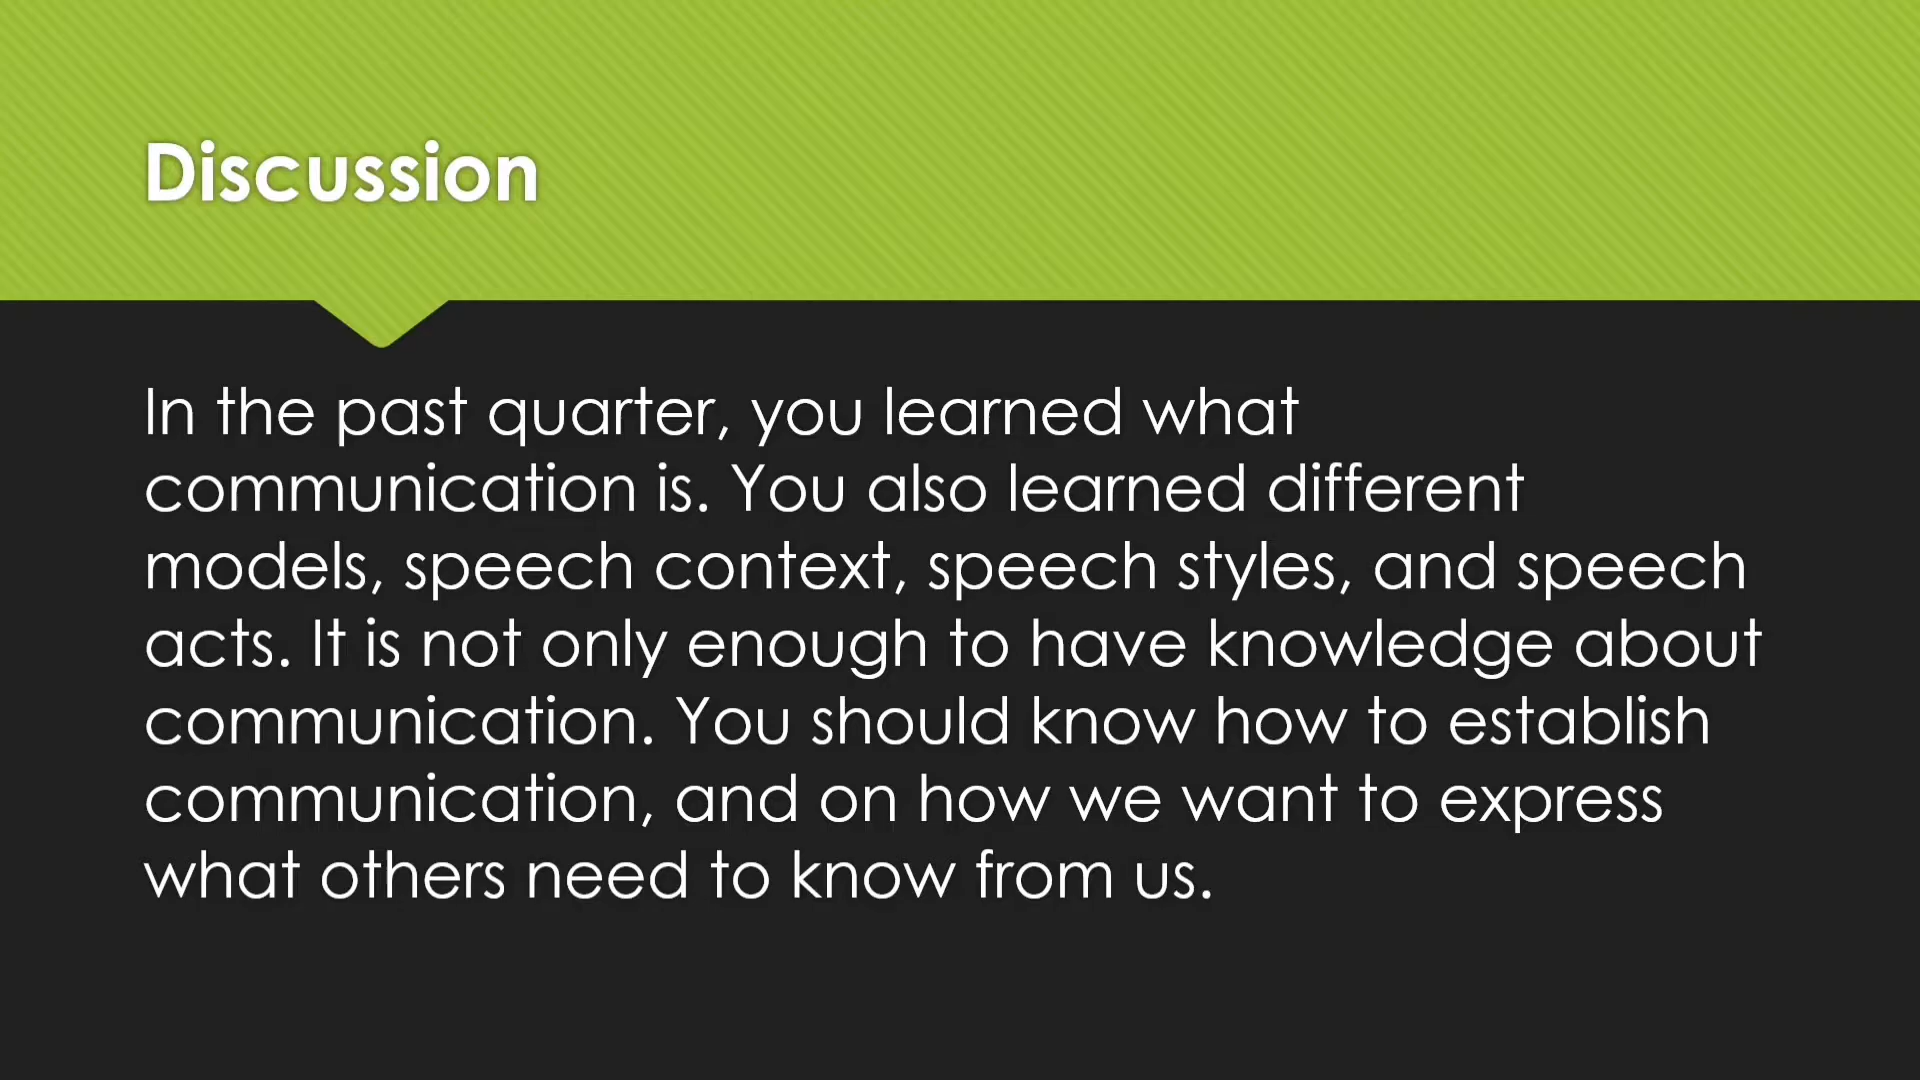 Discussion
In the past quarter, you learned what
communication is. You also learned different
models, speech context, speech styles, and speech
acts. It is not only enough to have knowledge about
communication. You should know how to establish
communication, and on how we want to express
what others need to know from us.